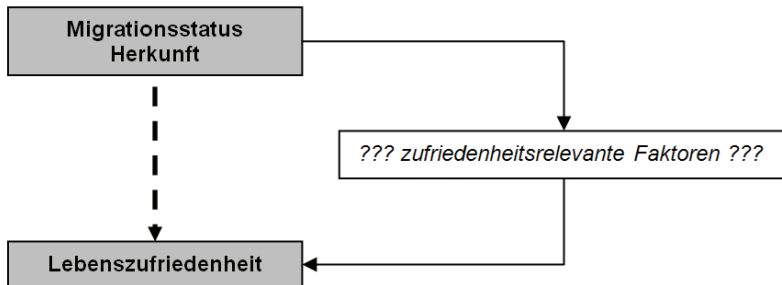 Migrationsstatus
Herkunft
??? zufriedenheitsrelevante Faktoren ???
Lebenszufriedenheit